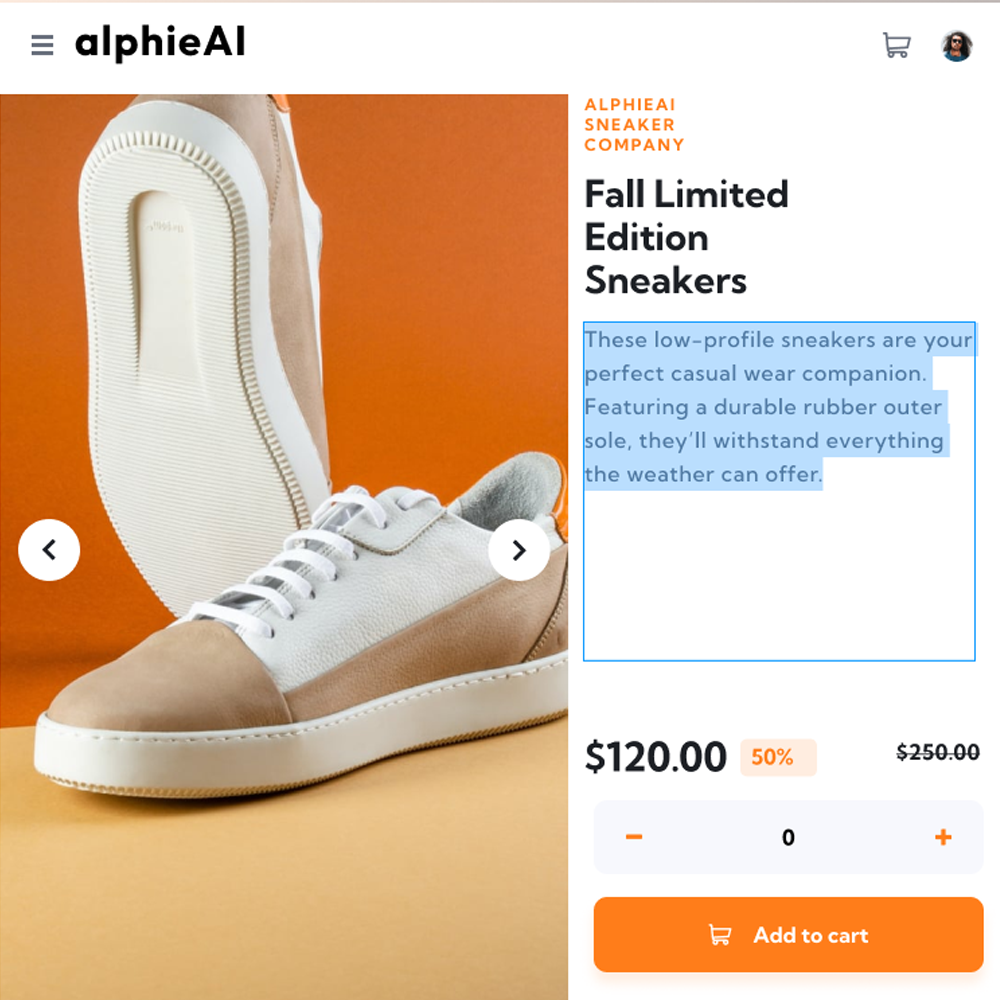 alphieAI
ALPHIEAI
SNEAKER
COMPANY
Fall Limited
Edition
Sneakers
These low-profile sneakers are your
perfect casual wear companion.
Featuring a durable rubber outer
sole, they’ll withstand everything
the weather can offer.
$120.00 50% $250.00
0
Add to cart